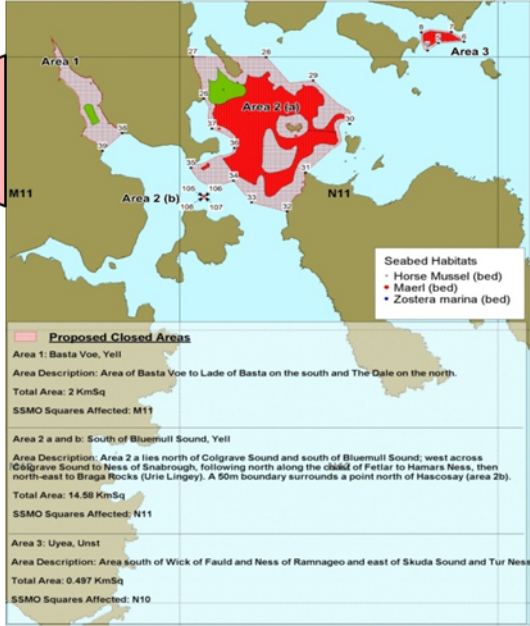 Area 1
Area 3
Area 2 (a)
Area 2 (b)
M11
N11
27
28
29
30
26
37
36
35
34
33
32
31
38
39
105
106
108
107
8
7
6
5
Seabed Habitats
Horse Mussel (bed)
Maerl (bed)
Zostera marina (bed)
Proposed Closed Areas
Area 1: Basta Voe, Yell
Area Description: Area of Basta Voe to Lade of Basta on the south and The Dale on the north.
Total Area: 2 KmSq
SSMO Squares Affected: M11
Area 2 a and b: South of Bluemull Sound, Yell
Area Description: Area 2 a lies north of Colgrave Sound and south of Bluemull Sound; west across
Colgrave Sound to Ness of Snabrough, following north along the coast of Fetlar to Hamars Ness, then
north-east to Braga Rocks (Urie Lingey). A 50m boundary surrounds a point north of Hascosay (area 2b).
Total Area: 14.58 KmSq
SSMO Squares Affected: N11
Area 3: Uyea, Unst
Area Description: Area south of Wick of Fauld and Ness of Ramnageo and east of Skuda Sound and Tur Ness
Total Area: 0.497 KmSq
SSMO Squares Affected: N10